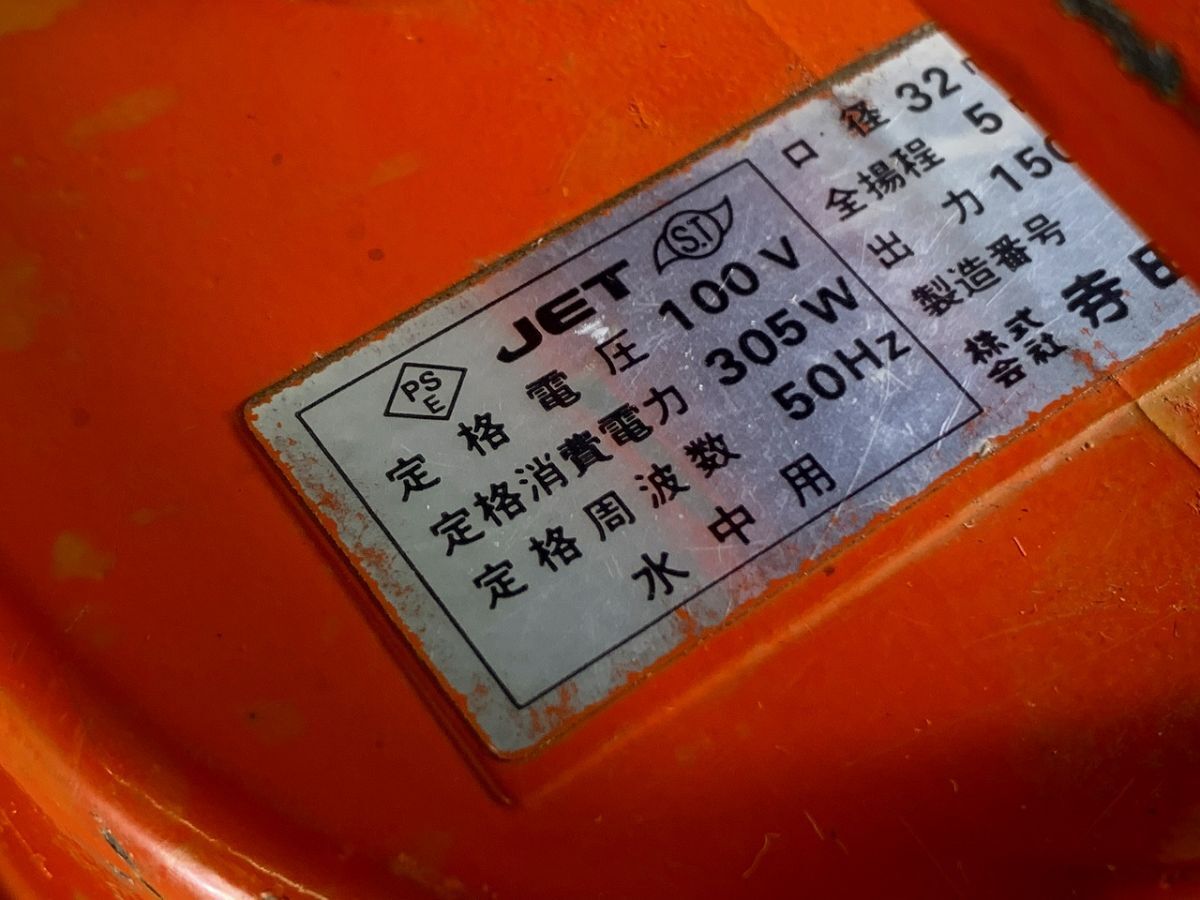 PSE JET S.T
定格電圧 100V
定格消費電力 305W
定格周波数 50Hz
水中用
口径 32
全揚程 5
出力 150
製造番号
株式会社 寺田